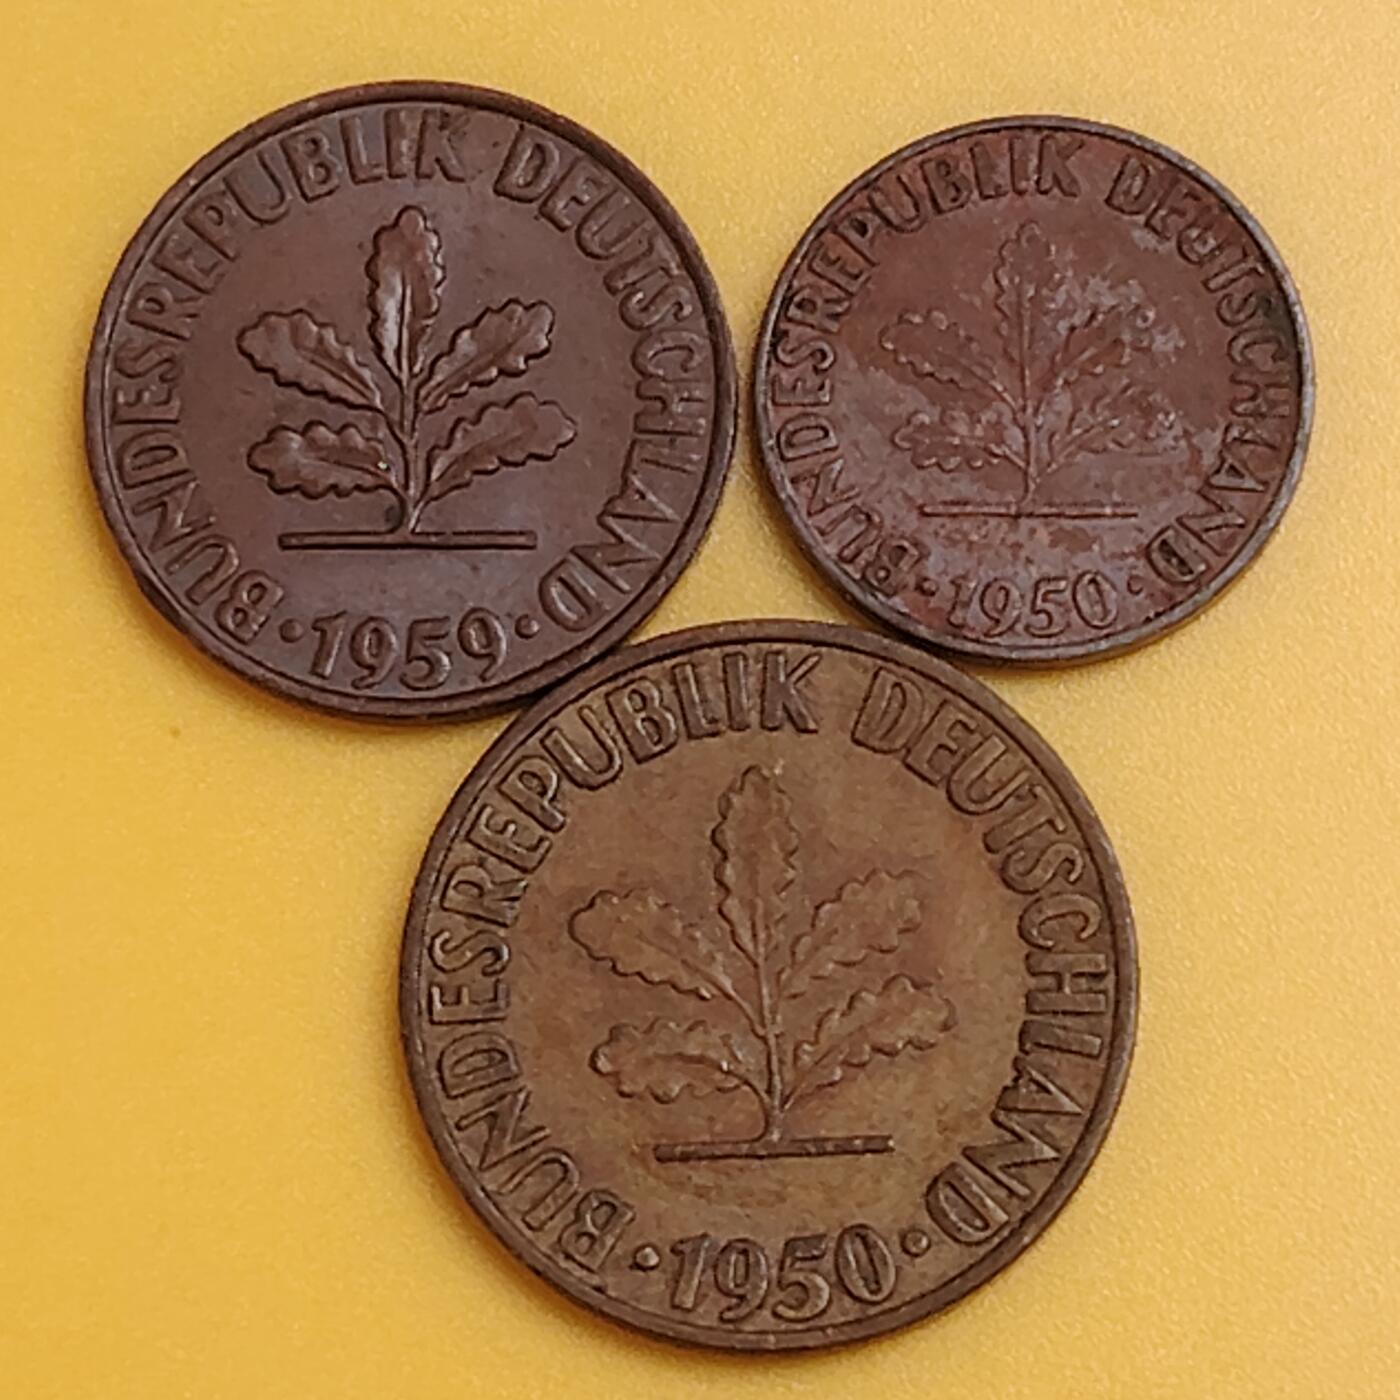 BUNDESREPUBLIK DEUTSCHLAND
· 1959 ·
BUNDESREPUBLIK DEUTSCHLAND
· 1950 ·
BUNDESREPUBLIK DEUTSCHLAND
· 1950 ·